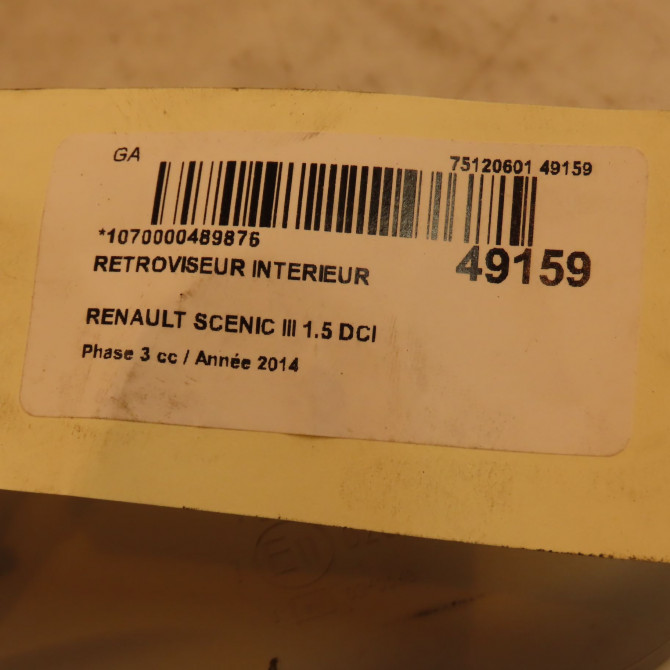 GA
75120601 49159
*1070000489876
49159
RETROVISEUR INTERIEUR
RENAULT SCENIC III 1.5 DCI
Phase 3 cc / Année 2014